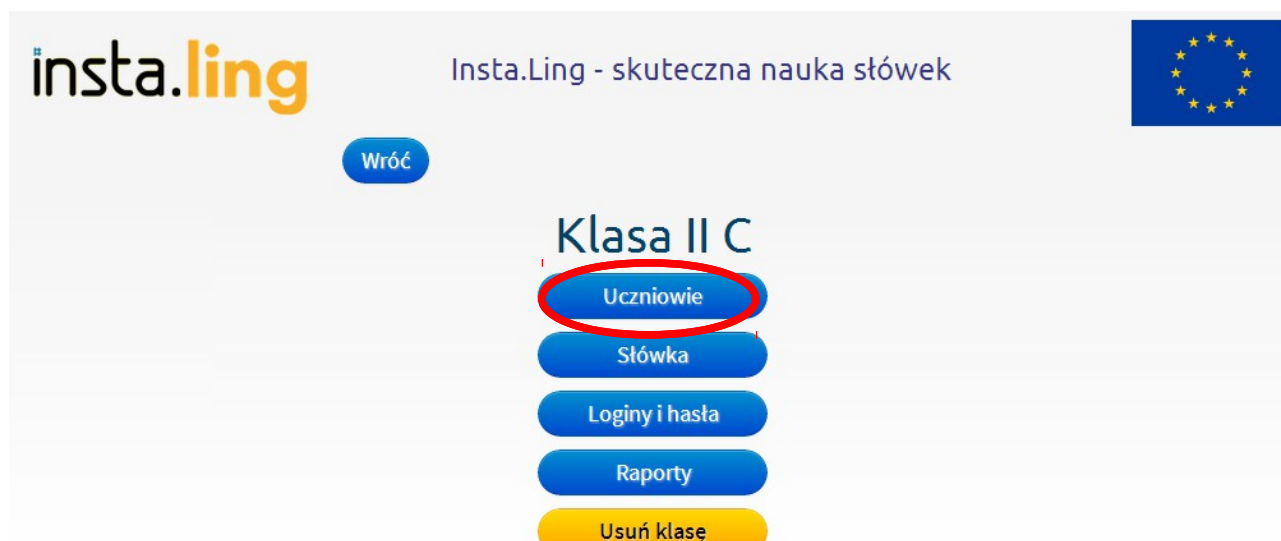 insta.ling
Insta.Ling - skuteczna nauka słówek
Wróć
Klasa II C
Uczniowie
Słówka
Loginy i hasła
Raporty
Usuń klasę